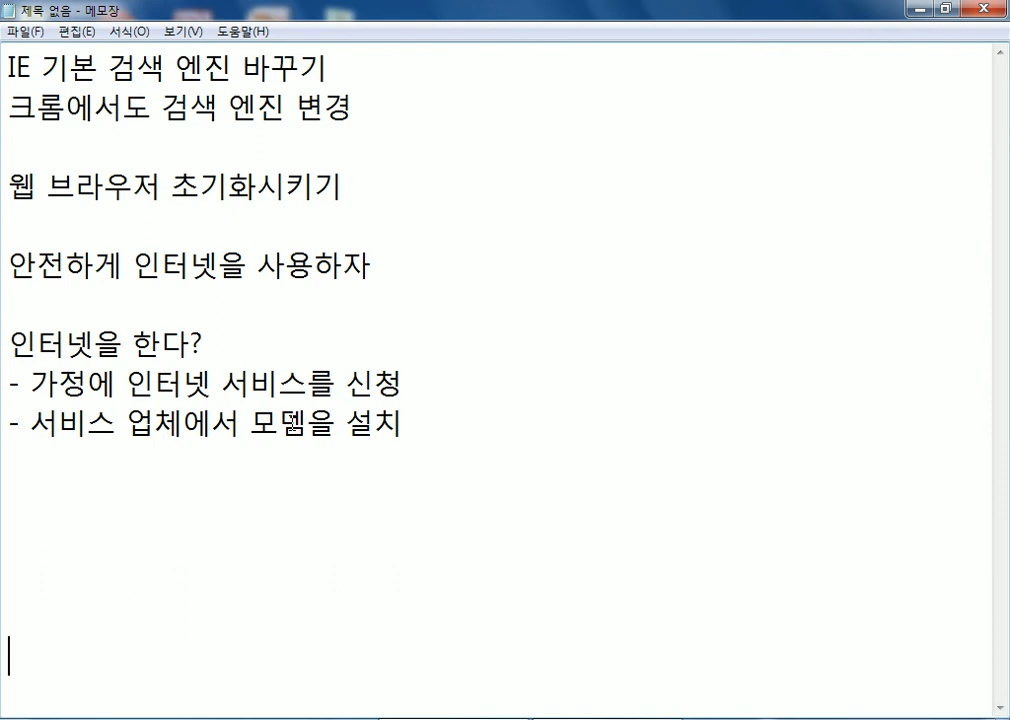 제목 없음 - 메모장
파일(F) 편집(E) 서식(O) 보기(V) 도움말(H)
IE 기본 검색 엔진 바꾸기
크롬에서도 검색 엔진 변경
웹 브라우저 초기화시키기
안전하게 인터넷을 사용하자
인터넷을 한다?
- 가정에 인터넷 서비스를 신청
- 서비스 업체에서 모뎀을 설치